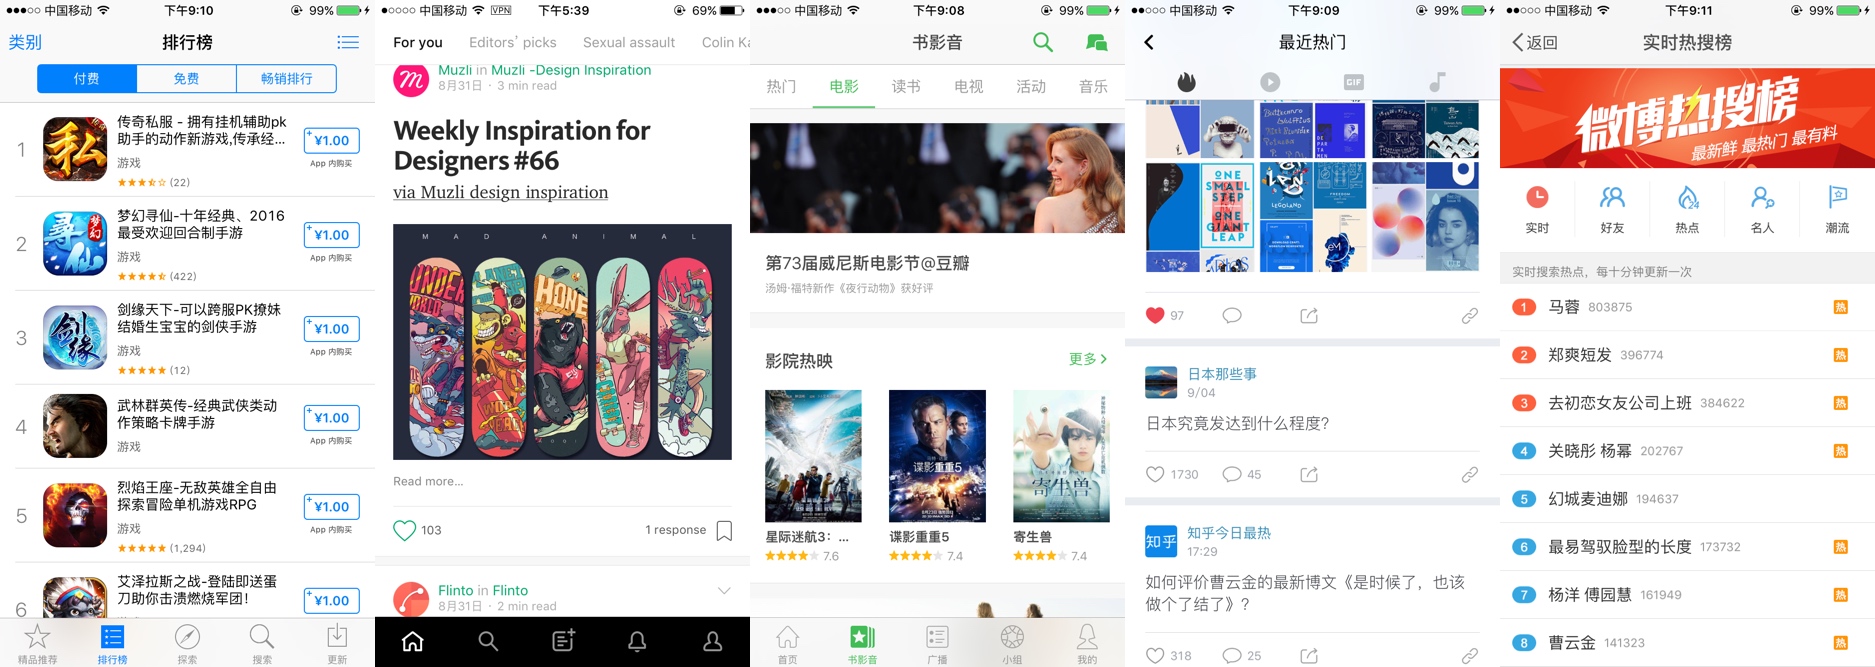 中国移动 下午9:10 99%
类别 排行榜
付费 免费 畅销排行
1 传奇私服 - 拥有挂机辅助pk
助手的动作新游戏,传承经...
游戏
(22)
+ ¥1.00
App 内购买
2 梦幻寻仙-十年经典、2016
最受欢迎回合制手游
游戏
(422)
+ ¥1.00
App 内购买
3 剑缘天下-可以跨服PK撩妹
结婚生宝宝的剑侠手游
游戏
(12)
+ ¥1.00
App 内购买
4 武林群英传-经典武侠类动
作策略卡牌手游
游戏
+ ¥1.00
App 内购买
5 烈焰王座-无敌英雄全自由
探索冒险单机游戏RPG
游戏
(1,294)
+ ¥1.00
App 内购买
6 艾泽拉斯之战-登陆即送蛋
刀助你击溃燃烧军团!
+ ¥1.00
精品推荐 排行榜 探索 搜索 更新
中国移动 VPN 下午5:39 69%
For you Editors' picks Sexual assault Colin Ka
Muzli in Muzli -Design Inspiration
8月31日 · 3 min read
Weekly Inspiration for
Designers #66
via Muzli design inspiration
MAD ANIMAL
Read more...
103 1 response
Flinto in Flinto
8月31日 · 2 min read
中国移动 下午9:08 99%
书影音
热门 电影 读书 电视 活动 音乐
第73届威尼斯电影节@豆瓣
汤姆·福特新作《夜行动物》获好评
影院热映 更多
谍影重重5
寄生兽
星际迷航3：... 谍影重重5 寄生兽
7.6 7.4 7.4
首页 书影音 广播 小组 我的
中国移动 下午9:09 99%
最近热门
GIF
ONE
SMALL
STEP
ONE
GIANT
LEAP
LEGOLAND
97
日本那些事
9/04
日本究竟发达到什么程度?
1730 45
知乎
知乎今日最热
17:29
如何评价曹云金的最新博文《是时候了，也该
做个了结了》?
318 25
中国移动 下午9:11 99%
返回 实时热搜榜
微博热搜榜
最新鲜 最热门 最有料
实时 好友 热点 名人 潮流
实时搜索热点，每十分钟更新一次
1 马蓉 803875 热
2 郑爽短发 396774 热
3 去初恋女友公司上班 384622 热
4 关晓彤 杨幂 202767 热
5 幻城麦迪娜 194637 热
6 最易驾驭脸型的长度 173732 热
7 杨洋 傅园慧 161949 热
8 曹云金 141323 热